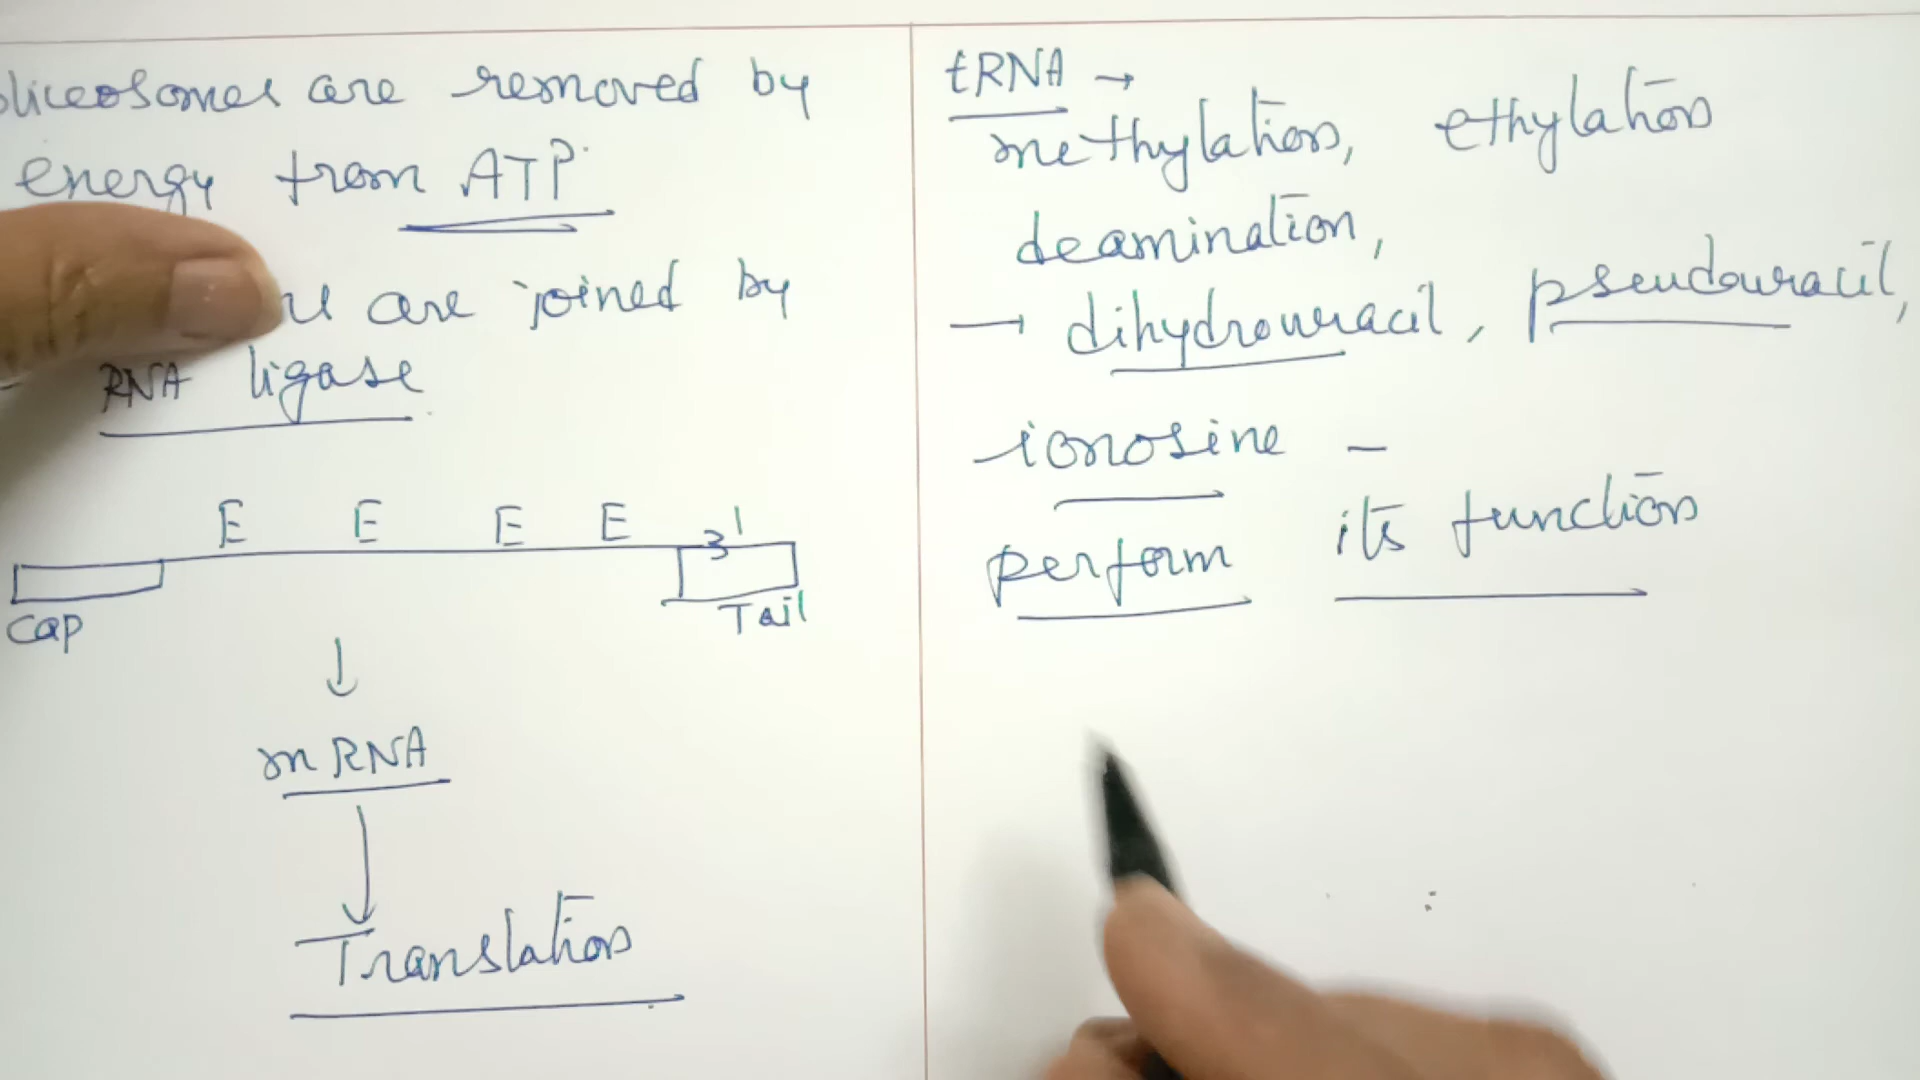 pliceosomes are removed by
energy from ATP.
are joined by
RNA ligase
E E E E 3'
Cap Tail
↓
mRNA
↓
Translation
tRNA →
methylation, ethylation
deamination,
→ dihydrouracil, pseudouracil,
ionosine -
perform its function